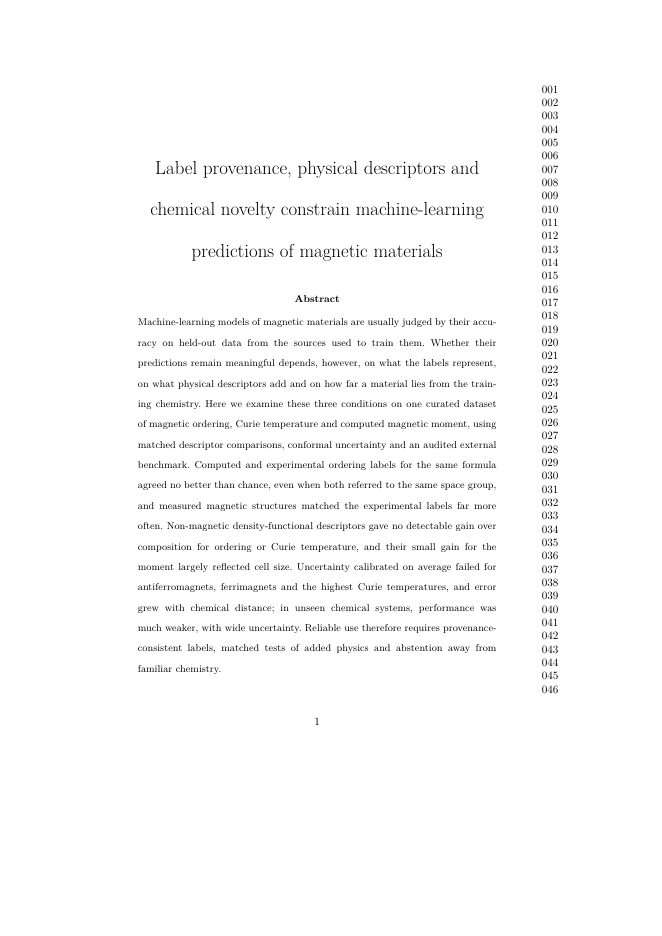 Label provenance, physical descriptors and
chemical novelty constrain machine-learning
predictions of magnetic materials
Abstract
Machine-learning models of magnetic materials are usually judged by their accu-
racy on held-out data from the sources used to train them. Whether their
predictions remain meaningful depends, however, on what the labels represent,
on what physical descriptors add and on how far a material lies from the train-
ing chemistry. Here we examine these three conditions on one curated dataset
of magnetic ordering, Curie temperature and computed magnetic moment, using
matched descriptor comparisons, conformal uncertainty and an audited external
benchmark. Computed and experimental ordering labels for the same formula
agreed no better than chance, even when both referred to the same space group,
and measured magnetic structures matched the experimental labels far more
often. Non-magnetic density-functional descriptors gave no detectable gain over
composition for ordering or Curie temperature, and their small gain for the
moment largely reflected cell size. Uncertainty calibrated on average failed for
antiferromagnets, ferrimagnets and the highest Curie temperatures, and error
grew with chemical distance; in unseen chemical systems, performance was
much weaker, with wide uncertainty. Reliable use therefore requires provenance-
consistent labels, matched tests of added physics and abstention away from
familiar chemistry.
1
001
002
003
004
005
006
007
008
009
010
011
012
013
014
015
016
017
018
019
020
021
022
023
024
025
026
027
028
029
030
031
032
033
034
035
036
037
038
039
040
041
042
043
044
045
046